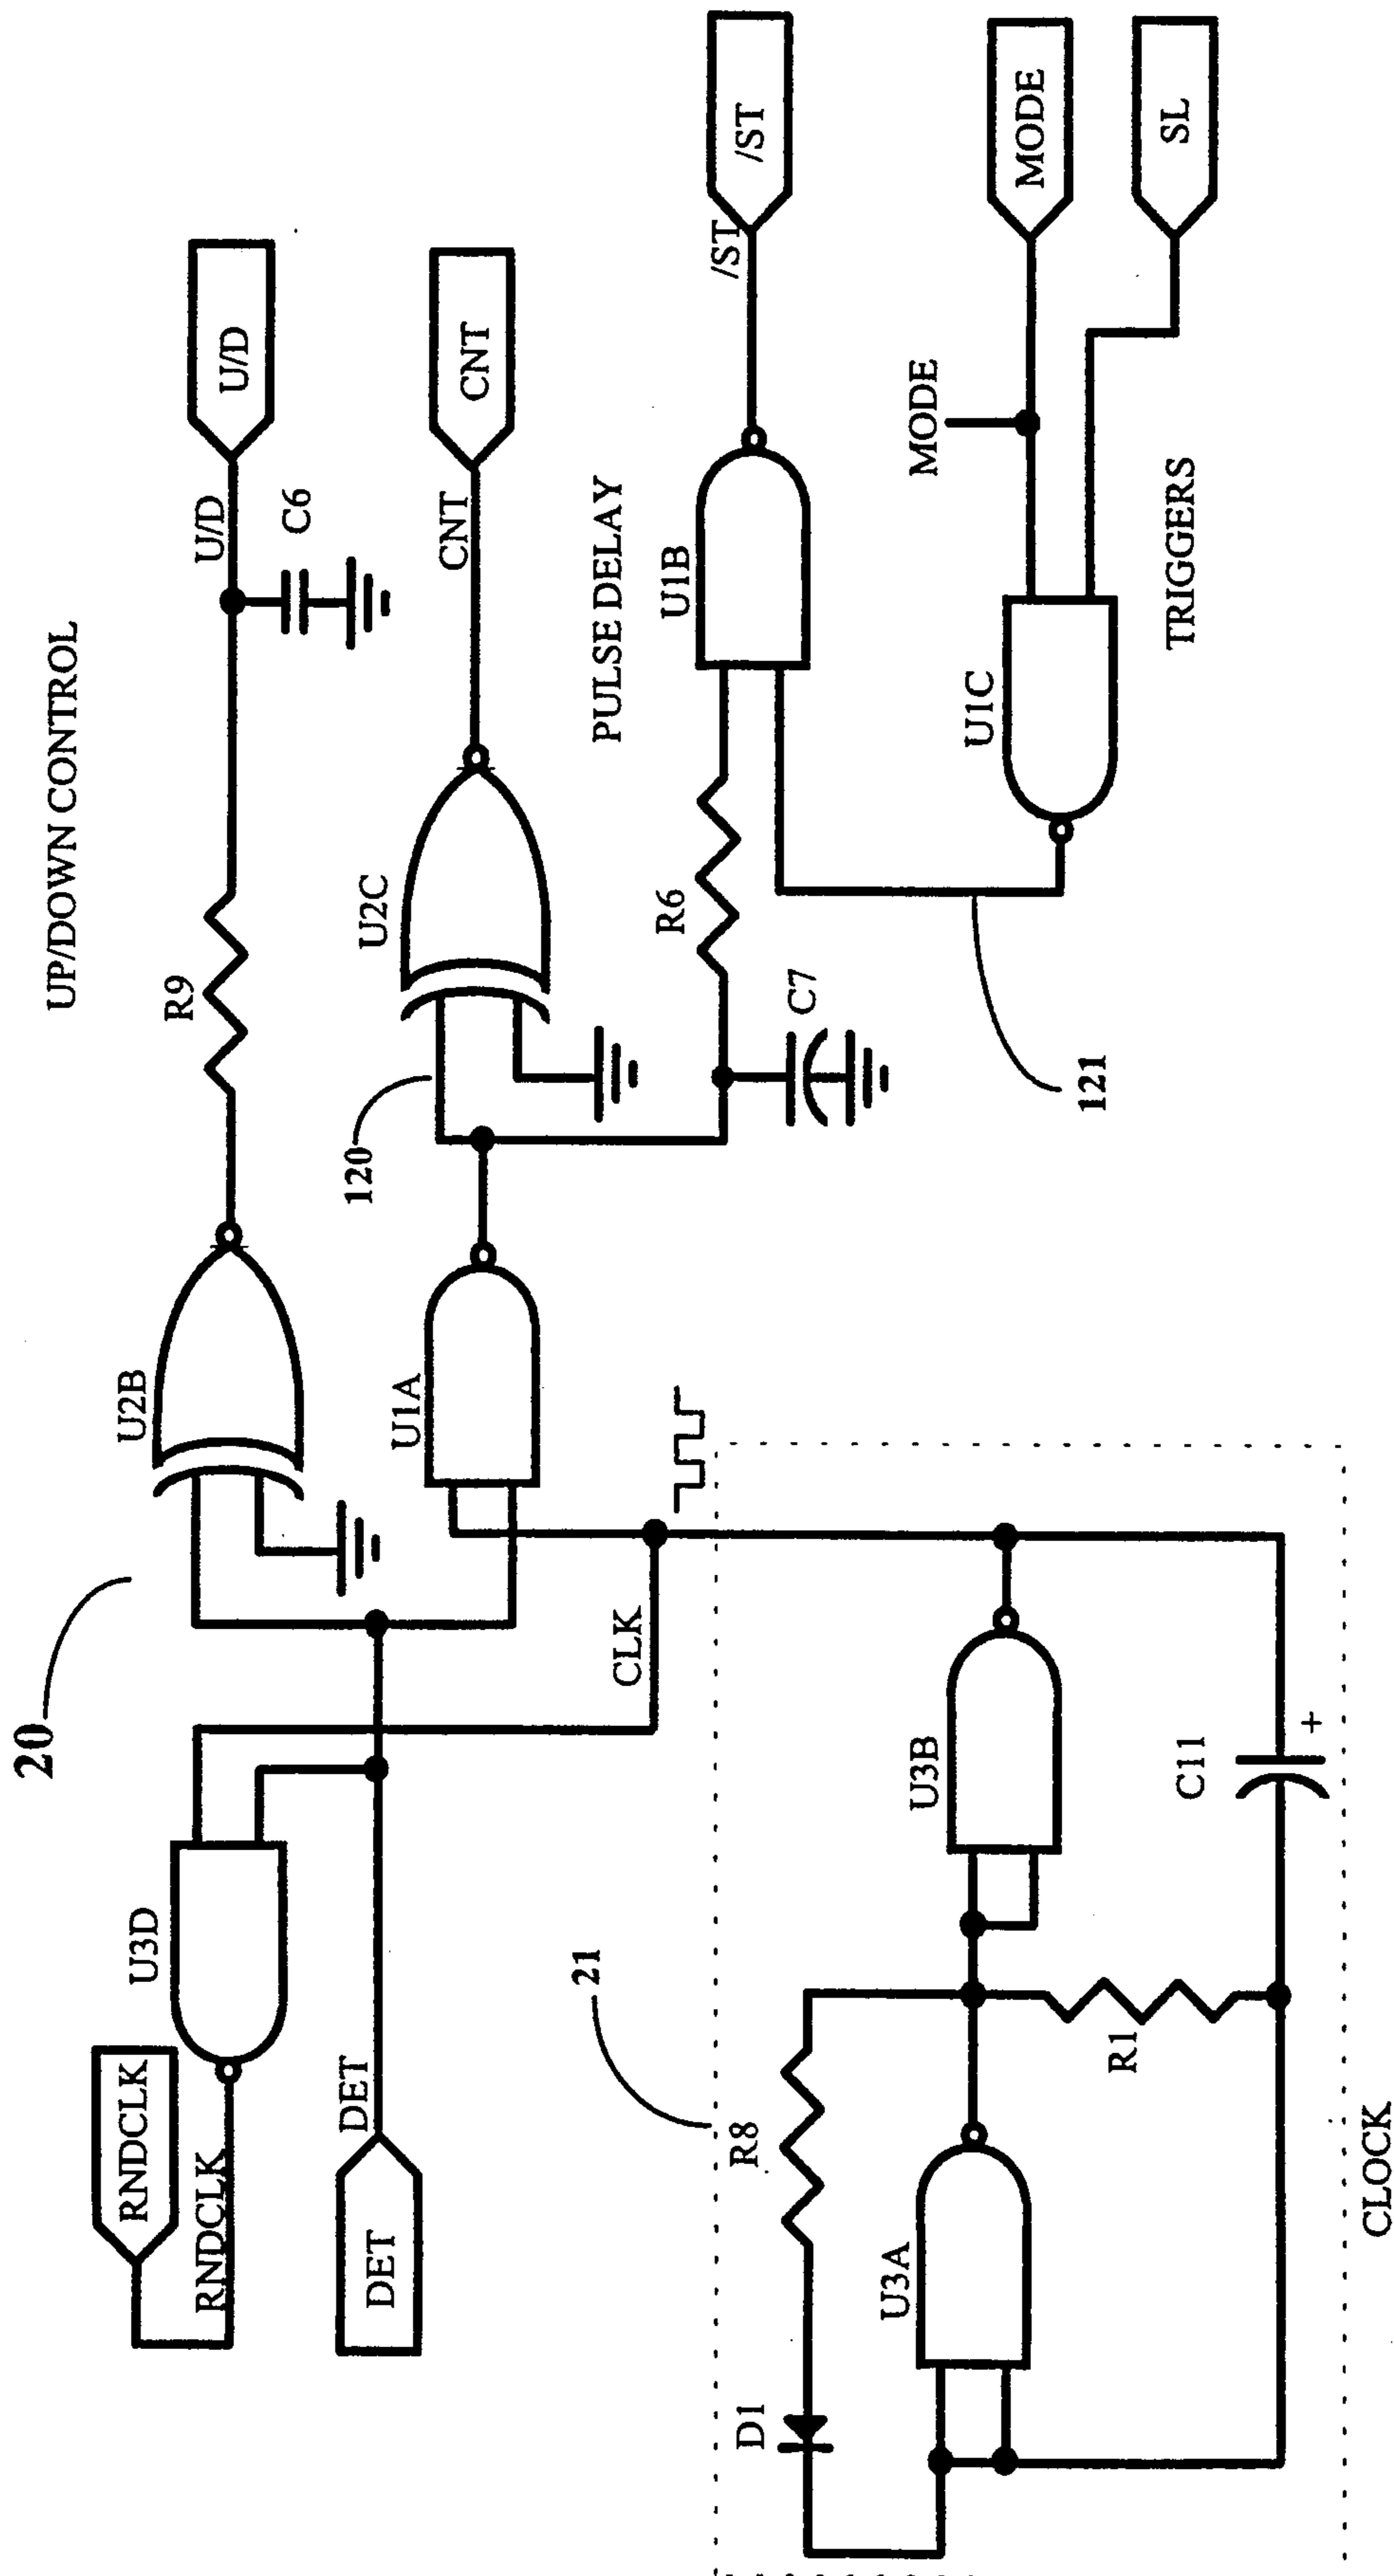 UP/DOWN CONTROL
20
U2B
R9
U/D
U/D
C6
U3D
RNDCLK
RNDCLK
DET
DET
U1A
120
U2C
CNT
CNT
PULSE DELAY
CLK
R6
C7
U1B
/ST
/ST
121
U1C
MODE
MODE
SL
TRIGGERS
21
D1
R8
U3A
U3B
R1
C11
+
CLOCK